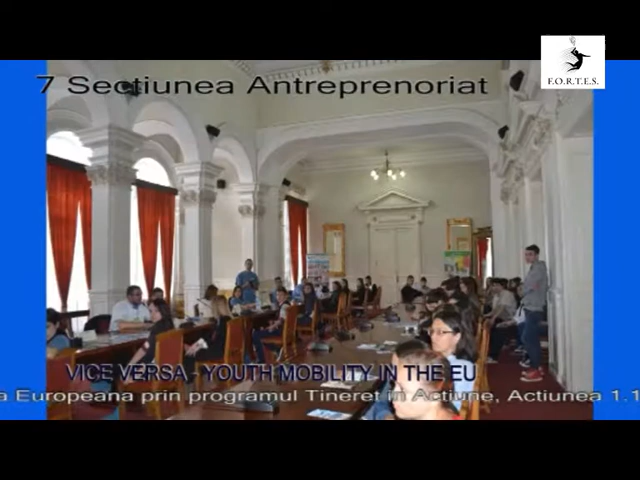 7 Sectiunea Antreprenoriat
F.O.R.T.E.S.
VICE VERSA - YOUTH MOBILITY IN THE EU
a Europeana prin programul Tineret in Actiune, Actiunea 1.1